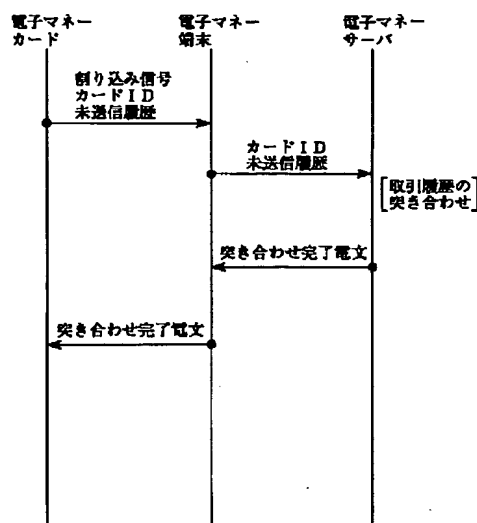 電子マネー
カード
電子マネー
端末
電子マネー
サーバ
割り込み信号
カードID
未送信履歴
カードID
未送信履歴
取引履歴の
突き合わせ
突き合わせ完了電文
突き合わせ完了電文